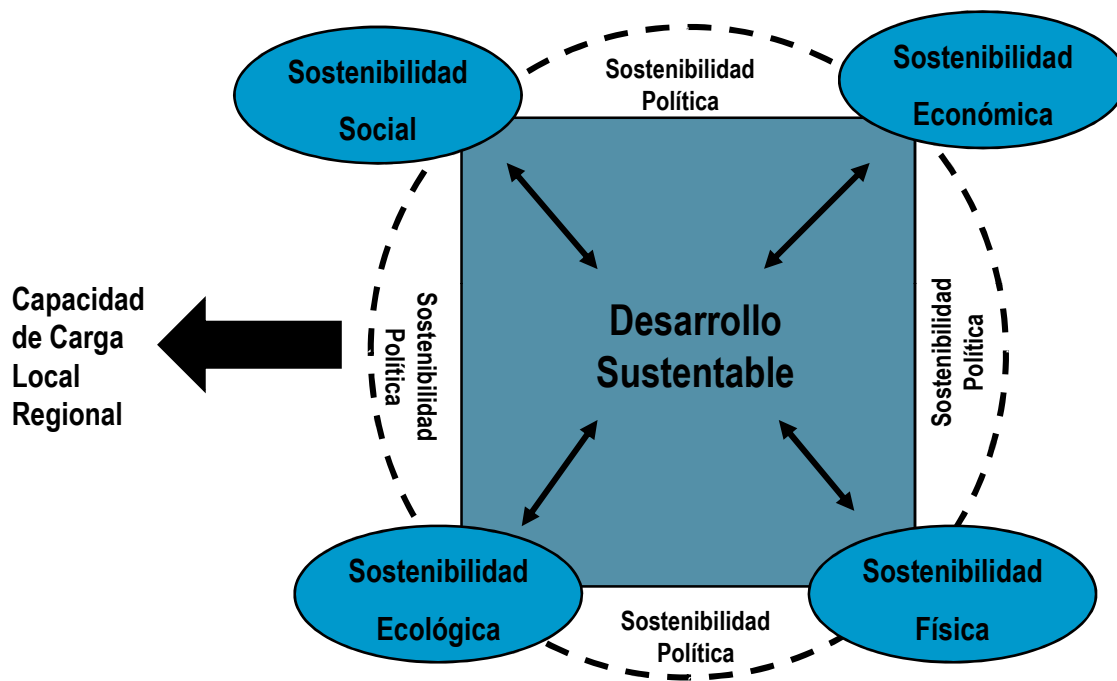 Sostenibilidad
Social
Sostenibilidad
Política
Sostenibilidad
Económica
Capacidad
de Carga
Local
Regional
Sostenibilidad
Política
Desarrollo
Sustentable
Sostenibilidad
Política
Sostenibilidad
Ecológica
Sostenibilidad
Política
Sostenibilidad
Física